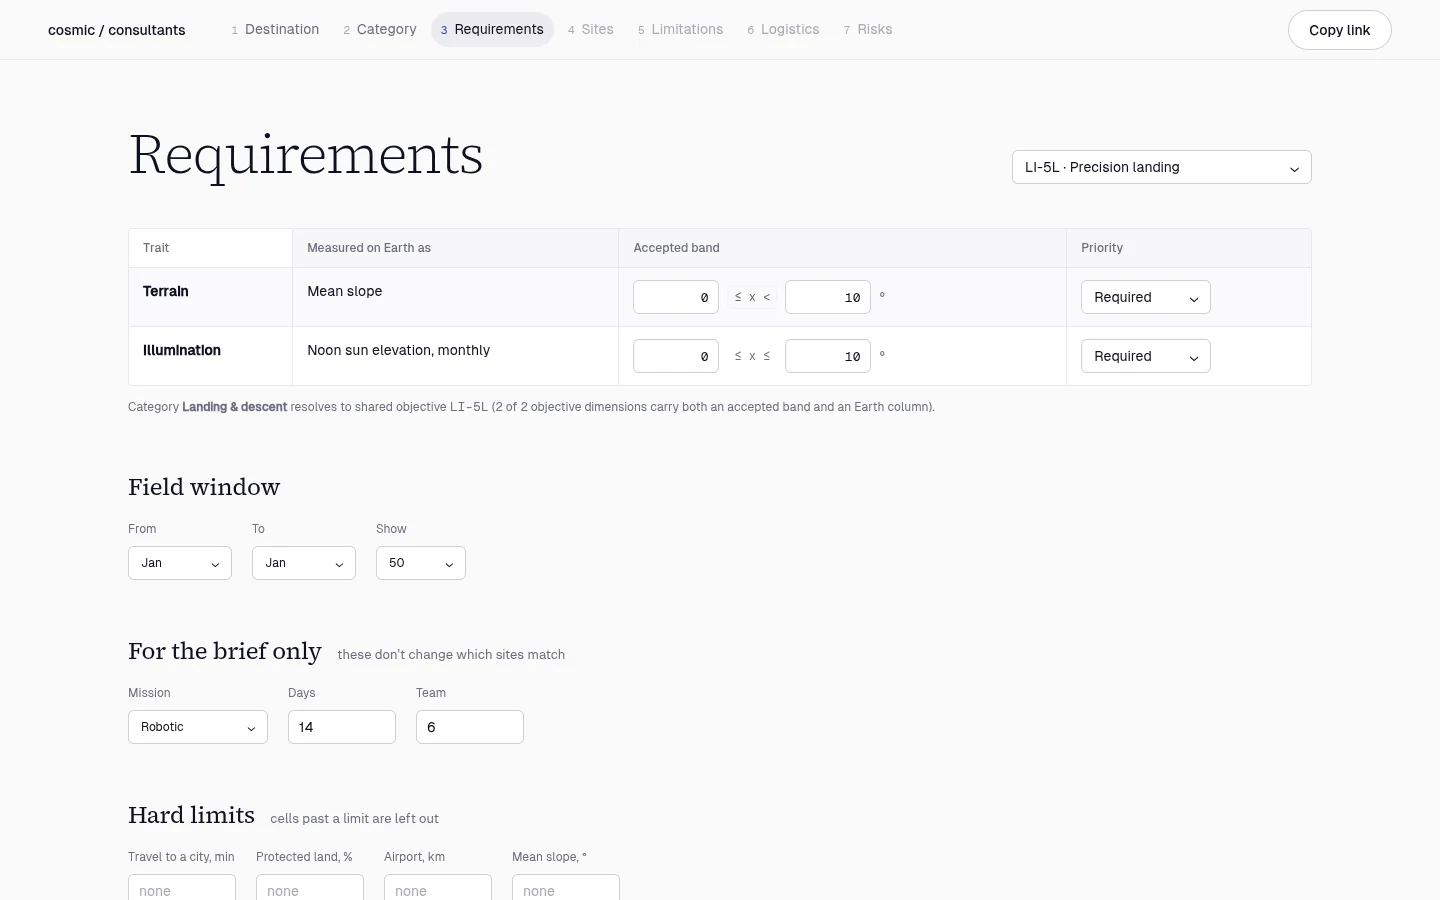 cosmic / consultants 1 Destination 2 Category 3 Requirements 4 Sites 5 Limitations 6 Logistics 7 Risks Copy link
Requirements
LI-5L · Precision landing
Trait Measured on Earth as Accepted band Priority
Terrain Mean slope 0 ≤ x < 10 ° Required
Illumination Noon sun elevation, monthly 0 ≤ x ≤ 10 ° Required
Category Landing & descent resolves to shared objective LI-5L (2 of 2 objective dimensions carry both an accepted band and an Earth column).
Field window
From To Show
Jan Jan 50
For the brief only these don't change which sites match
Mission Days Team
Robotic 14 6
Hard limits cells past a limit are left out
Travel to a city, min Protected land, % Airport, km Mean slope, °
none none none none